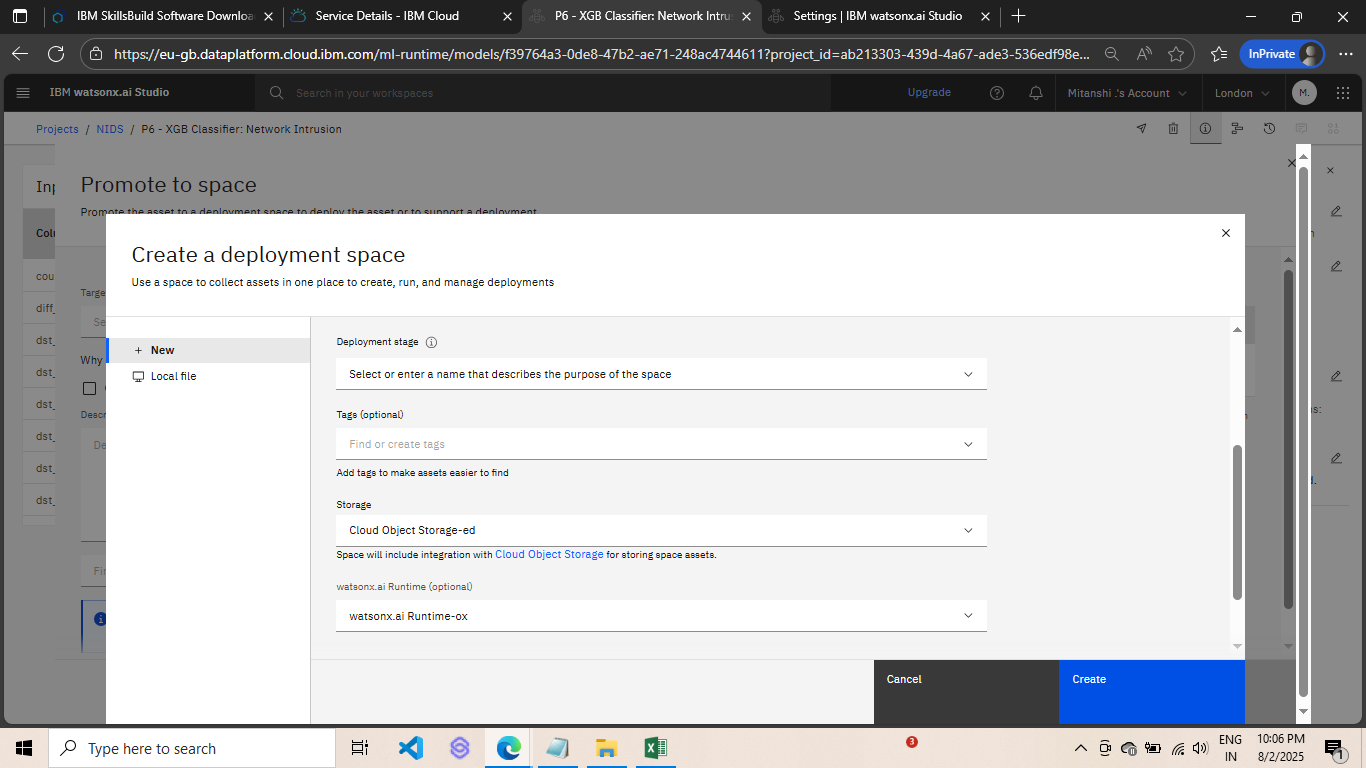 IBM SkillsBuild Software Downloa
Service Details - IBM Cloud
P6 - XGB Classifier: Network Intrus
Settings | IBM watsonx.ai Studio
https://eu-gb.dataplatform.cloud.ibm.com/ml-runtime/models/f39764a3-0de8-47b2-ae71-248ac4744611?project_id=ab213303-439d-4a67-ade3-536edf98e...
InPrivate
IBM watsonx.ai Studio
Search in your workspaces
Upgrade
Mitanshi .'s Account
London
M.
Projects / NIDS / P6 - XGB Classifier: Network Intrusion
Inp
Promote to space
Promote the asset to a deployment space to deploy the asset or to support a deployment
Colu
cou
diff_
dst_
dst_
dst_
dst_
dst_
dst_
Targe
Se
Why
Descr
De
Fin
Create a deployment space
Use a space to collect assets in one place to create, run, and manage deployments
+ New
Local file
Deployment stage
Select or enter a name that describes the purpose of the space
Tags (optional)
Find or create tags
Add tags to make assets easier to find
Storage
Cloud Object Storage-ed
Space will include integration with Cloud Object Storage for storing space assets.
watsonx.ai Runtime (optional)
watsonx.ai Runtime-ox
Cancel
Create
s:
d.
Type here to search
3
ENG
IN
10:06 PM
8/2/2025
1